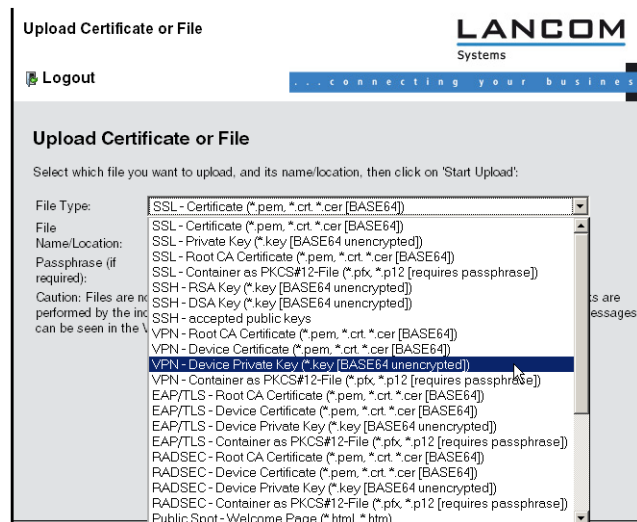 Upload Certificate or File
LANCOM
Systems
Logout
...connecting your busines
Upload Certificate or File
Select which file you want to upload, and its name/location, then click on 'Start Upload':
File Type:
SSL - Certificate (*.pem, *.crt. *.cer [BASE64])
File
Name/Location:
Passphrase (if
required):
Caution: Files are
performed by the
can be seen in the
SSL - Certificate (*.pem, *.crt. *.cer [BASE64])
SSL - Private Key (*.key [BASE64 unencrypted])
SSL - Root CA Certificate (*.pem, *.crt. *.cer [BASE64])
SSL - Container as PKCS#12-File (*.pfx, *.p12 [requires passphrase])
SSH - RSA Key (*.key [BASE64 unencrypted])
SSH - DSA Key (*.key [BASE64 unencrypted])
SSH - accepted public keys
VPN - Root CA Certificate (*.pem, *.crt. *.cer [BASE64])
VPN - Device Certificate (*.pem, *.crt. *.cer [BASE64])
VPN - Device Private Key (*.key [BASE64 unencrypted])
VPN - Container as PKCS#12-File (*.pfx, *.p12 [requires passphrase])
EAP/TLS - Root CA Certificate (*.pem, *.crt. *.cer [BASE64])
EAP/TLS - Device Certificate (*.pem, *.crt. *.cer [BASE64])
EAP/TLS - Device Private Key (*.key [BASE64 unencrypted])
EAP/TLS - Container as PKCS#12-File (*.pfx, *.p12 [requires passphrase])
RADSEC - Root CA Certificate (*.pem, *.crt. *.cer [BASE64])
RADSEC - Device Certificate (*.pem, *.crt. *.cer [BASE64])
RADSEC - Device Private Key (*.key [BASE64 unencrypted])
RADSEC - Container as PKCS#12-File (*.pfx, *.p12 [requires passphrase])
Public Spot - Welcome Page (*.html, *.htm)
are
essages